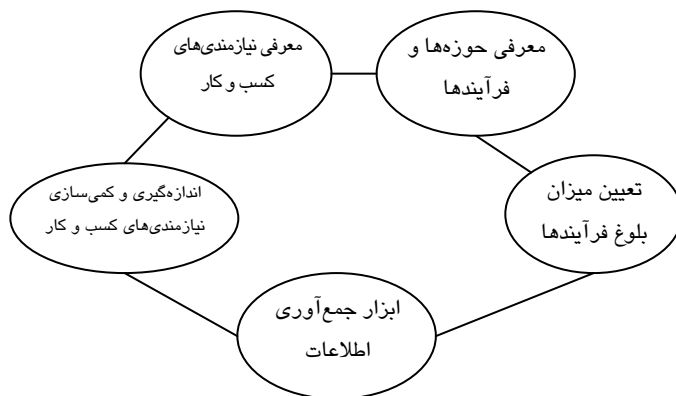 معرفی حوزه‌ها و
فرآیندها
معرفی نیازمندی‌های
کسب و کار
تعیین میزان
بلوغ فرآیندها
اندازه‌گیری و کمی‌سازی
نیازمندی‌های کسب و کار
ابزار جمع‌آوری
اطلاعات